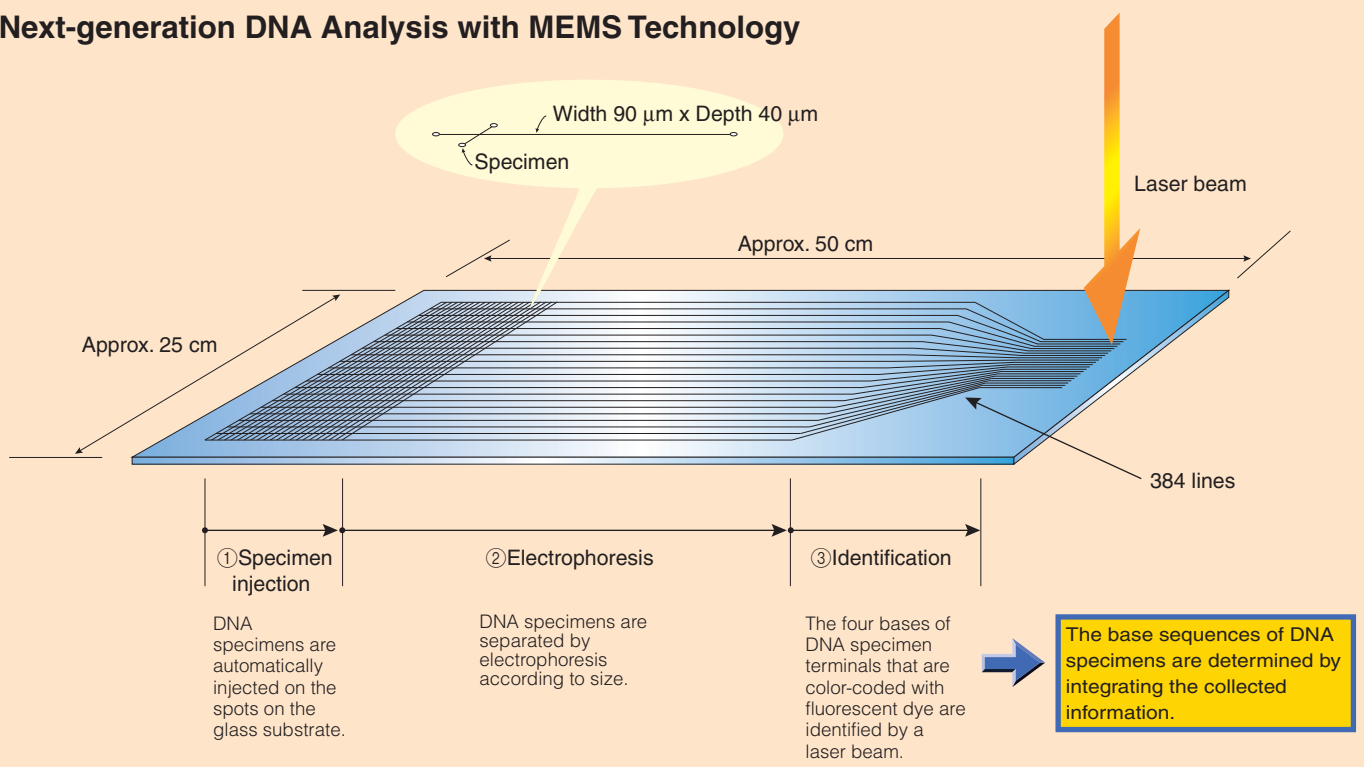 Next-generation DNA Analysis with MEMS Technology
Width 90 µm x Depth 40 µm
Specimen
Laser beam
Approx. 50 cm
Approx. 25 cm
384 lines
①Specimen
injection
DNA
specimens are
automatically
injected on the
spots on the
glass substrate.
②Electrophoresis
DNA specimens are
separated by
electrophoresis
according to size.
③Identification
The four bases of
DNA specimen
terminals that are
color-coded with
fluorescent dye are
identified by a
laser beam.
The base sequences of DNA
specimens are determined by
integrating the collected
information.